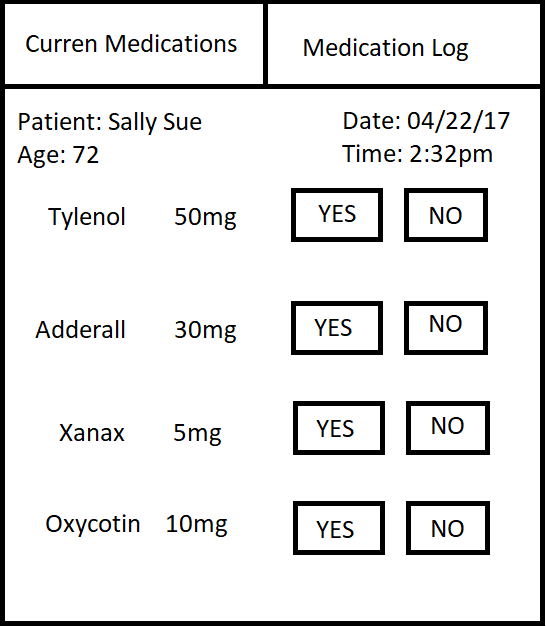 Curren Medications
Medication Log
Patient: Sally Sue
Date: 04/22/17
Age: 72
Time: 2:32pm
Tylenol 50mg YES NO
Adderall 30mg YES NO
Xanax 5mg YES NO
Oxycotin 10mg YES NO